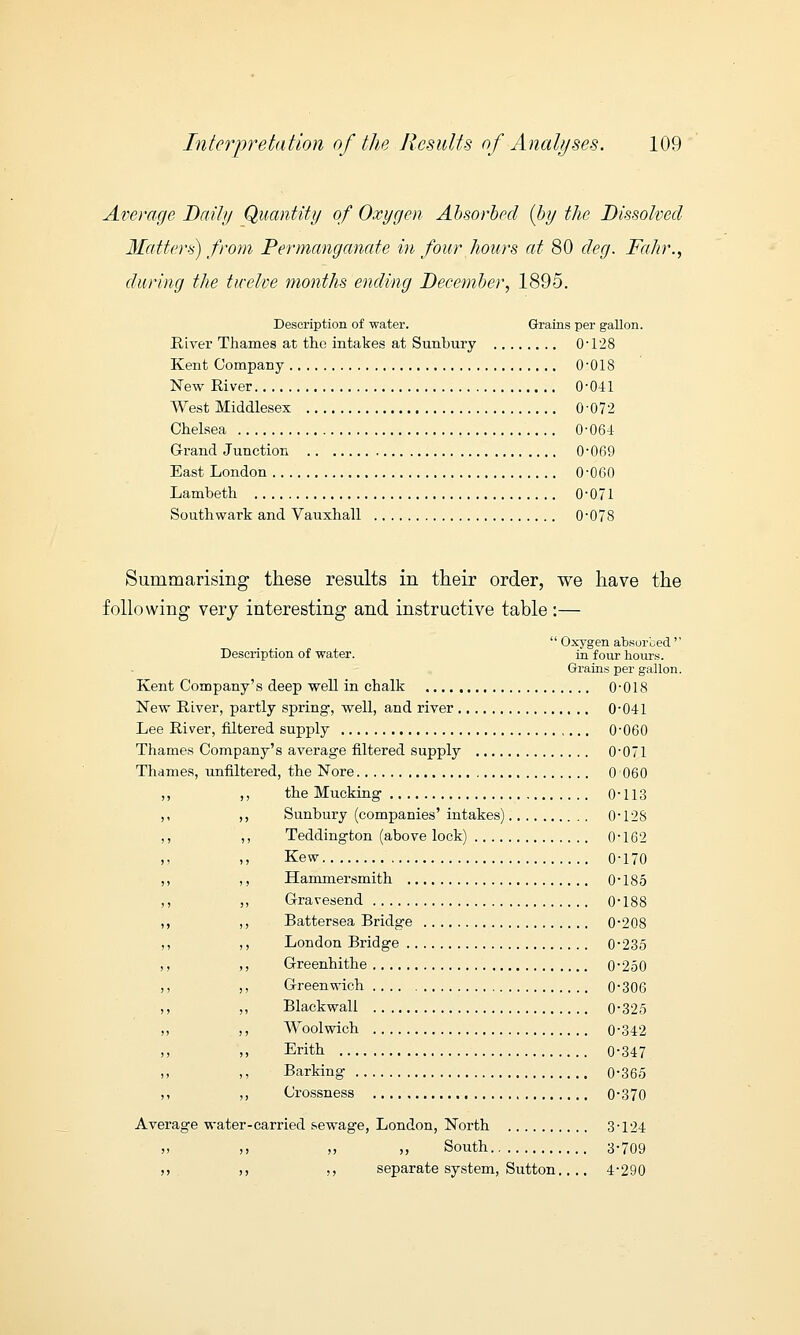 Interpretation of the Results of Analyses. 109
Average Daily Quantity of Oxygen Absorbed (by the Dissolved
Matters) from Permanganate in four hours at 80 deg. Fahr.,
during the twelve months ending December, 1895.
Description of water. Grains per gallon.
River Thames at the intakes at Sunbury ........ 0·128
Kent Company ........ 0·018
New River ........ 0·041
West Middlesex ........ 0·072
Chelsea ........ 0·064
Grand Junction ........ 0·069
East London ........ 0·060
Lambeth ........ 0·071
Southwark and Vauxhall ........ 0·078
Summarising these results in their order, we have the
following very interesting and instructive table:—
“Oxygen absorbed”
Description of water. in four hours.
Grains per gallon.
Kent Company's deep well in chalk ........ 0·018
New River, partly spring, well, and river ........ 0·041
Lee River, filtered supply ........ 0·060
Thames Company's average filtered supply ........ 0·071
Thames, unfiltered, the Nore ........ 0 060
,, ,, the Mucking ........ 0·113
,, ,, Sunbury (companies' intakes) ........ 0·128
,, ,, Teddington (above lock) ........ 0·162
,, ,, Kew ........ 0·170
,, ,, Hammersmith ........ 0·185
,, ,, Gravesend ........ 0·188
,, ,, Battersea Bridge ........ 0·208
,, ,, London Bridge ........ 0·235
,, ,, Greenhithe ........ 0·250
,, ,, Greenwich ........ 0·306
,, ,, Blackwall ........ 0·325
,, ,, Woolwich ........ 0·342
,, ,, Erith ........ 0·347
,, ,, Barking ........ 0·365
,, ,, Crossness ........ 0·370
Average water-carried sewage, London, North ........ 3·124
,, ,, ,, ,, South ........ 3·709
,, ,, ,, separate system, Sutton.... 4·290